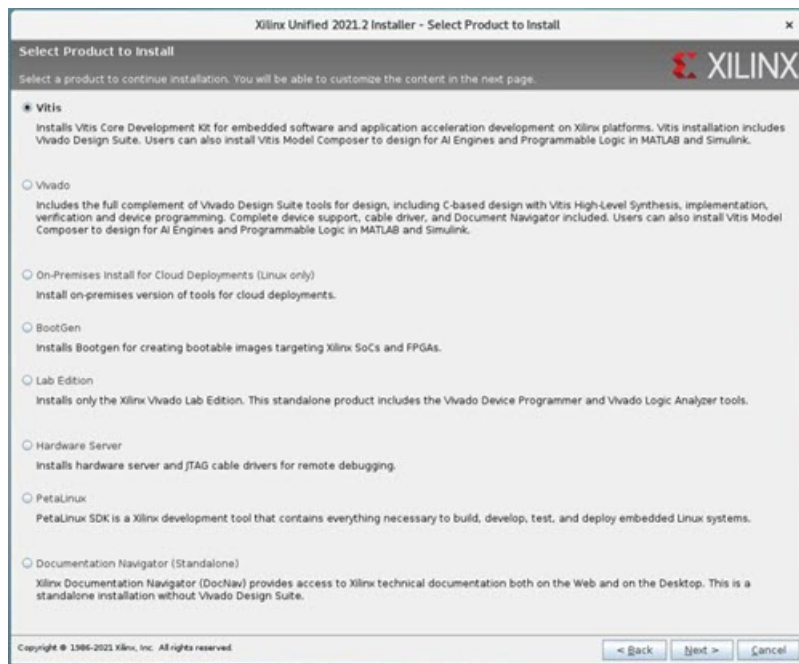 Xilinx Unified 2021.2 Installer - Select Product to Install
Select Product to Install
Select a product to continue installation. You will be able to customize the content in the next page.
XILINX
Vitis
Installs Vitis Core Development Kit for embedded software and application acceleration development on Xilinx platforms. Vitis installation includes
Vivado Design Suite. Users can also install Vitis Model Composer to design for AI Engines and Programmable Logic in MATLAB and Simulink.
Vivado
Includes the full complement of Vivado Design Suite tools for design, including C-based design with Vitis High-Level Synthesis, implementation,
verification and device programming. Complete device support, cable driver, and Document Navigator included. Users can also install Vitis Model
Composer to design for AI Engines and Programmable Logic in MATLAB and Simulink.
On-Premises Install for Cloud Deployments (Linux only)
Install on-premises version of tools for cloud deployments.
BootGen
Installs Bootgen for creating bootable images targeting Xilinx SoCs and FPGAs.
Lab Edition
Installs only the Xilinx Vivado Lab Edition. This standalone product includes the Vivado Device Programmer and Vivado Logic Analyzer tools.
Hardware Server
Installs hardware server and JTAG cable drivers for remote debugging.
PetaLinux
PetaLinux SDK is a Xilinx development tool that contains everything necessary to build, develop, test, and deploy embedded Linux systems.
Documentation Navigator (Standalone)
Xilinx Documentation Navigator (DocNav) provides access to Xilinx technical documentation both on the Web and on the Desktop. This is a
standalone installation without Vivado Design Suite.
Copyright © 1986-2021 Xilinx, Inc. All rights reserved.
< Back
Next >
Cancel